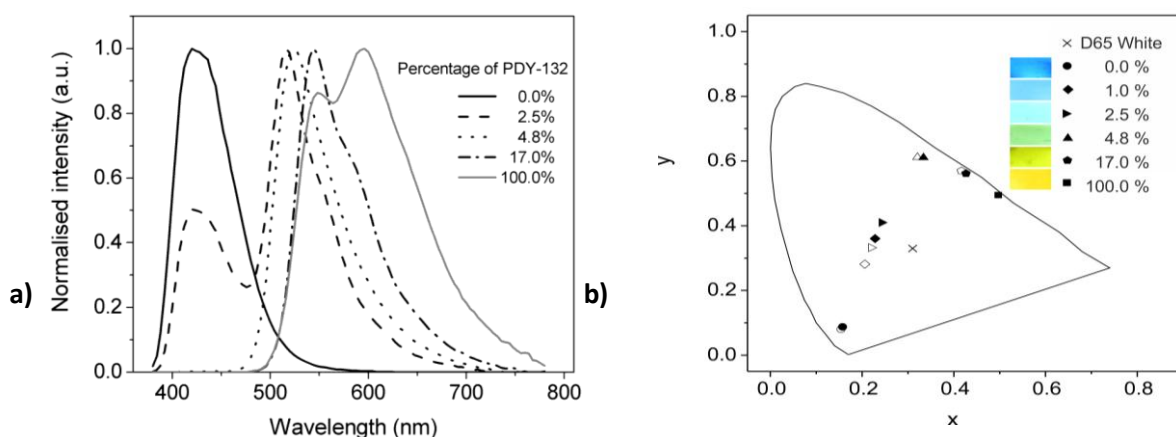 a)
Normalised intensity (a.u.)
1.0
0.8
0.6
0.4
0.2
0.0
Percentage of PDY-132
0.0%
2.5%
4.8%
17.0%
100.0%
400 500 600 700 800
Wavelength (nm)
b)
y
1.0
0.8
0.6
0.4
0.2
0.0
D65 White
0.0 %
1.0 %
2.5 %
4.8 %
17.0 %
100.0 %
0.0 0.2 0.4 0.6 0.8
x